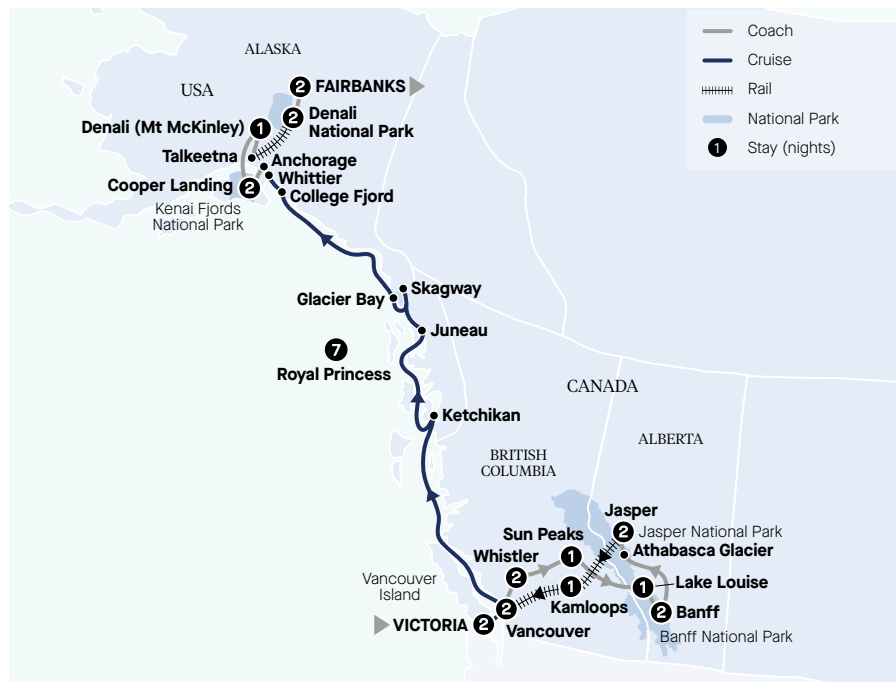 Coach
Cruise
Rail
National Park
1
Stay (nights)
ALASKA
USA
2
FAIRBANKS
2
Denali
National Park
Denali (Mt McKinley)
1
Talkeetna
Anchorage
Whittier
Cooper Landing
2
College Fjord
Kenai Fjords
National Park
Skagway
Glacier Bay
Juneau
7
Royal Princess
CANADA
Ketchikan
ALBERTA
BRITISH
COLUMBIA
Jasper
2
Jasper National Park
Sun Peaks
1
Athabasca Glacier
Whistler
2
Vancouver
Island
1
Kamloops
1
Lake Louise
2
Banff
2
Vancouver
VICTORIA
2
Banff National Park